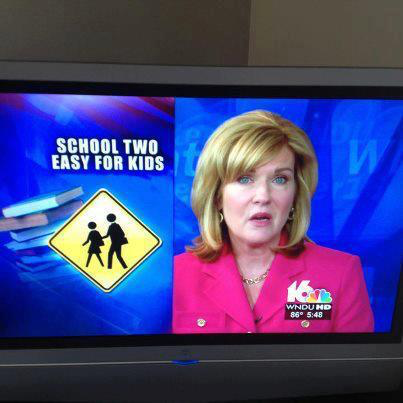 SCHOOL TWO
EASY FOR KIDS
16
WNDU HD
86° 5:48